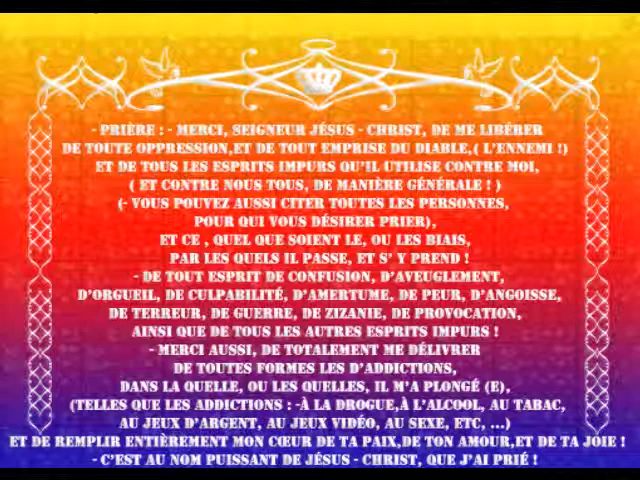 - PRIÈRE : - MERCI, SEIGNEUR JÉSUS - CHRIST, DE ME LIBÉRER
DE TOUTE OPPRESSION,ET DE TOUT EMPRISE DU DIABLE,( L'ENNEMI !)
ET DE TOUS LES ESPRITS IMPURS QU'IL UTILISE CONTRE MOI,
( ET CONTRE NOUS TOUS, DE MANIÈRE GÉNÉRALE ! )
(- VOUS POUVEZ AUSSI CITER TOUTES LES PERSONNES,
POUR QUI VOUS DÉSIRER PRIER),
ET CE , QUEL QUE SOIENT LE, OU LES BIAIS,
PAR LES QUELS IL PASSE, ET S' Y PREND !
- DE TOUT ESPRIT DE CONFUSION, D'AVEUGLEMENT,
D'ORGUEIL, DE CULPABILITÉ, D'AMERTUME, DE PEUR, D'ANGOISSE,
DE TERREUR, DE GUERRE, DE ZIZANIE, DE PROVOCATION,
AINSI QUE DE TOUS LES AUTRES ESPRITS IMPURS !
- MERCI AUSSI, DE TOTALEMENT ME DÉLIVRER
DE TOUTES FORMES LES D'ADDICTIONS,
DANS LA QUELLE, OU LES QUELLES, IL M'A PLONGÉ (E),
(TELLES QUE LES ADDICTIONS : -À LA DROGUE,À L'ALCOOL, AU TABAC,
AU JEUX D'ARGENT, AU JEUX VIDÉO, AU SEXE, ETC, ...)
ET DE REMPLIR ENTIÈREMENT MON CŒUR DE TA PAIX,DE TON AMOUR,ET DE TA JOIE !
- C'EST AU NOM PUISSANT DE JÉSUS - CHRIST, QUE J'AI PRIÉ !